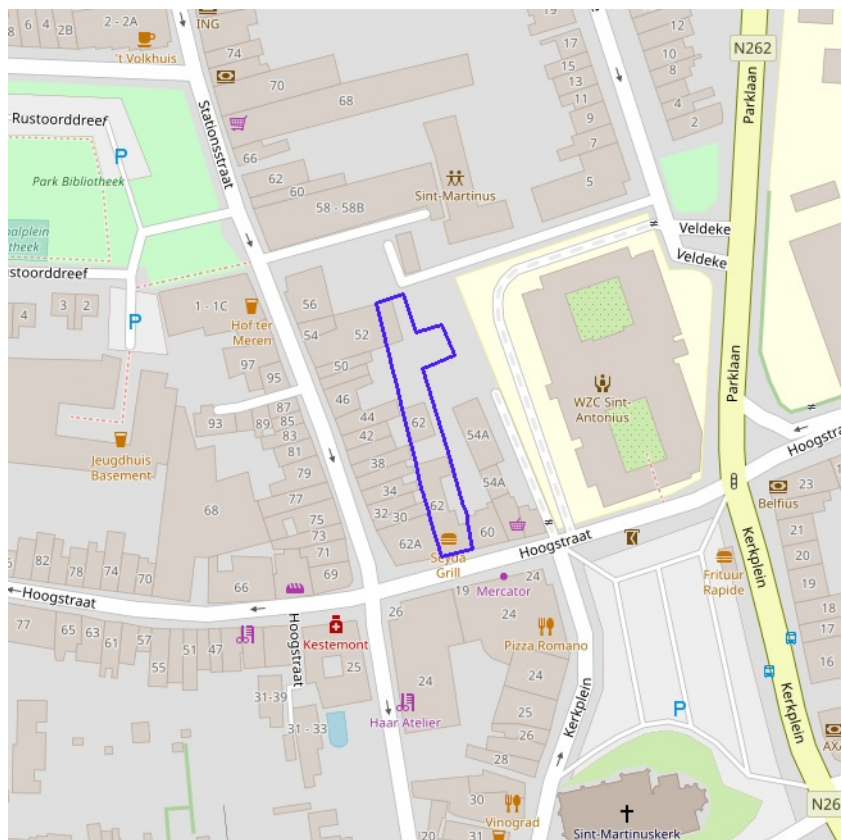 ING
't Volkhuis
2 - 2A
6
4
2B
74
70
68
66
62
60
58 - 58B
Stationsstraat
Rustoorddreef
P
Park Bibliotheek
Sint-Martinus
19
17
15
13
11
9
7
5
12
10
8
4
2
N262
Parklaan
Veldeke
Veldeke
3
2
4
P
1 - 1C
Hof ter
Meren
56
54
52
50
46
44
42
38
34
32
30
62
62
62A
97
95
93
89
87
85
83
81
79
77
75
73
71
69
Jeugdhuis
Basement
68
WZC Sint-
Antonius
Parklaan
54A
54A
60
Seyda
Grill
Hoogstraat
Hoogstraat
Belfius
23
21
20
19
18
17
16
Frituur
Rapide
Kerkplein
82
78
74
70
66
Hoogstraat
77
65
63
61
57
55
51
47
Hoogstraat
Kestemont
25
31-39
31 - 33
26
19
24
Mercator
24
24
Pizza Romano
24
25
25
26
28
Haar Atelier
Kerkplein
P
Kerkplein
30
Vinograd
20
31
Sint-Martinuskerk
AXA
N26